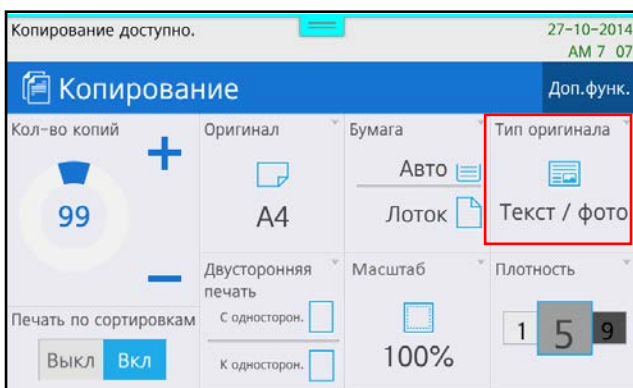 Копирование доступно.
27-10-2014
AM 7 07
Копирование
Доп.функ.
Кол-во копий
99
Печать по сортировкам
Выкл Вкл
Оригинал
A4
Бумага
Авто
Лоток
Тип оригинала
Текст / фото
Двусторонняя
печать
С односторон.
К односторон.
Масштаб
100%
Плотность
1 5 9